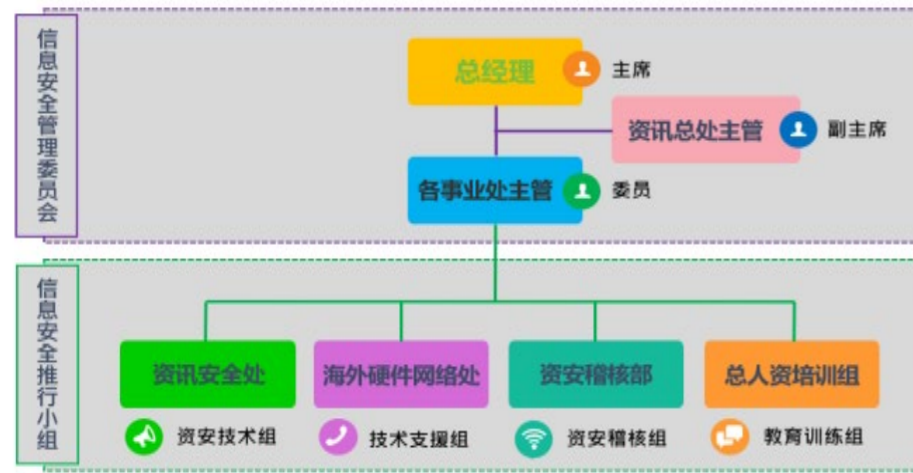 信息安全管理委员会
总经理
主席
资讯总处主管
副主席
各事业处主管
委员
信息安全推行小组
资讯安全处
海外硬件网络处
资安稽核部
总人资培训组
资安技术组
技术支援组
资安稽核组
教育训练组